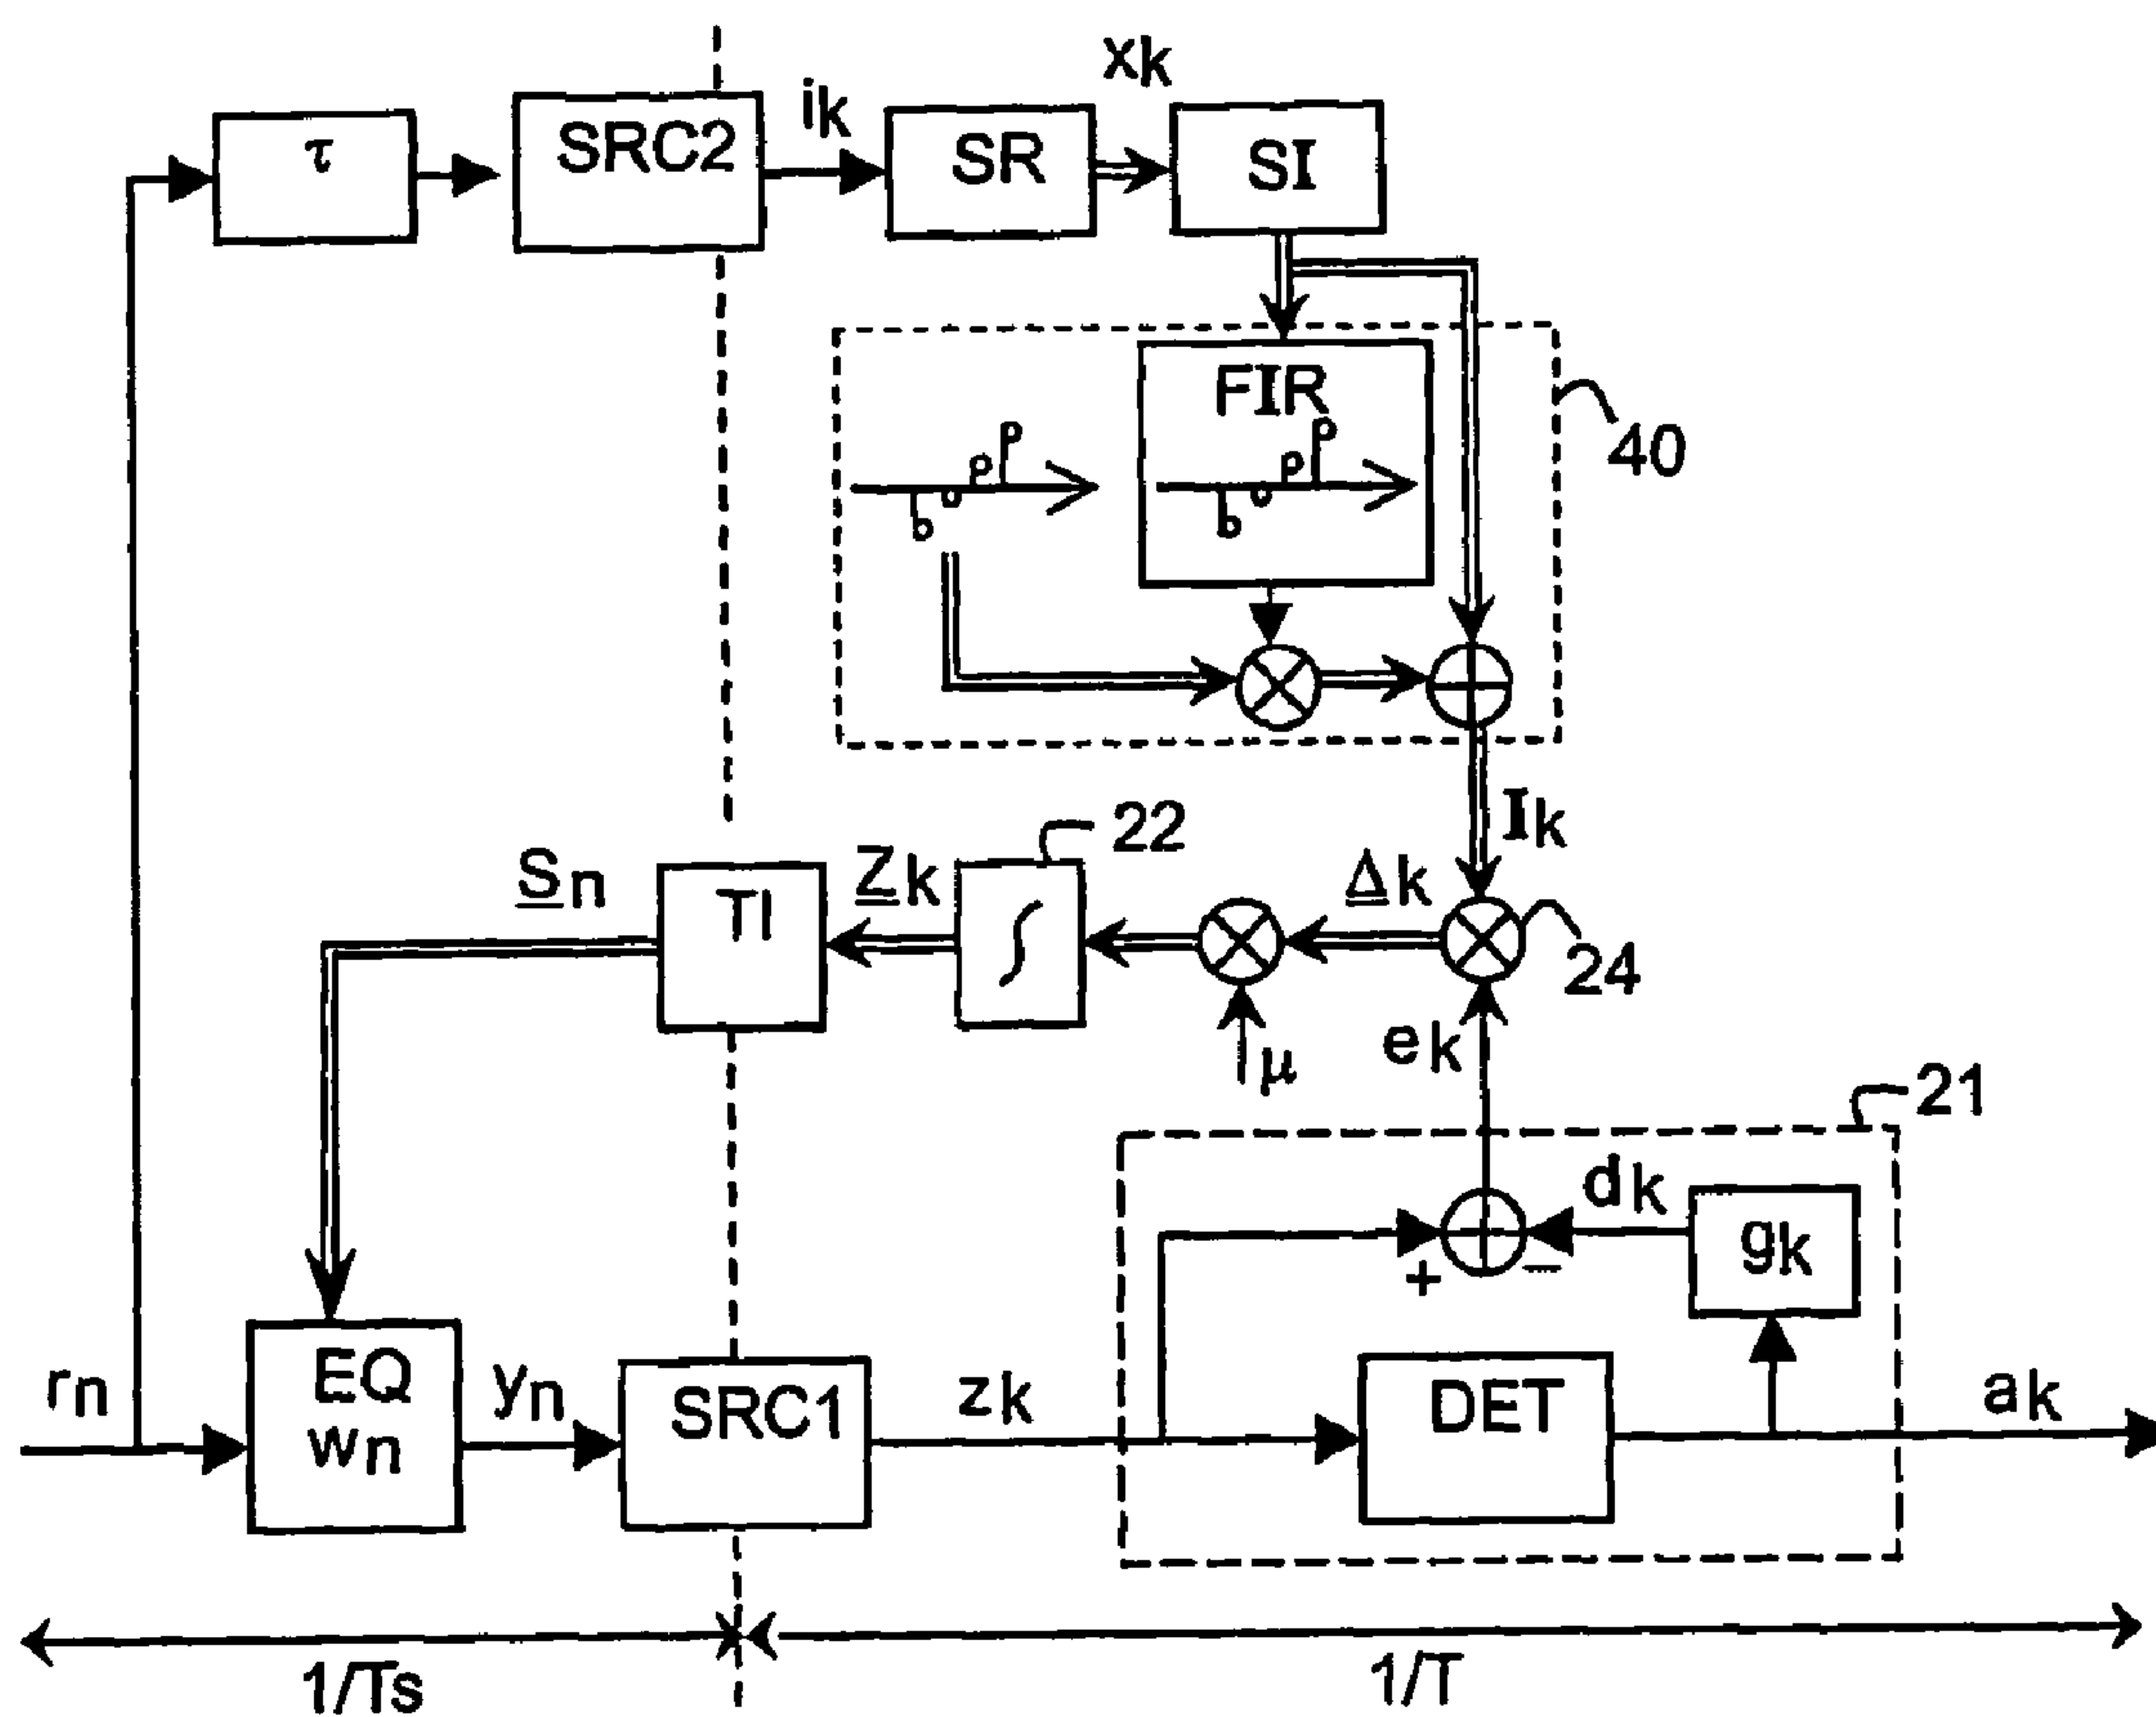 xk
ik
τ
SRC2
SR
SI
FIR
40
22
Ik
Sn
TI
Zk
Δk
∫
24
ek
μ
21
dk
gk
+
−
rn
EQ
wn
yn
SRC1
zk
DET
ak
1/Ts
1/T